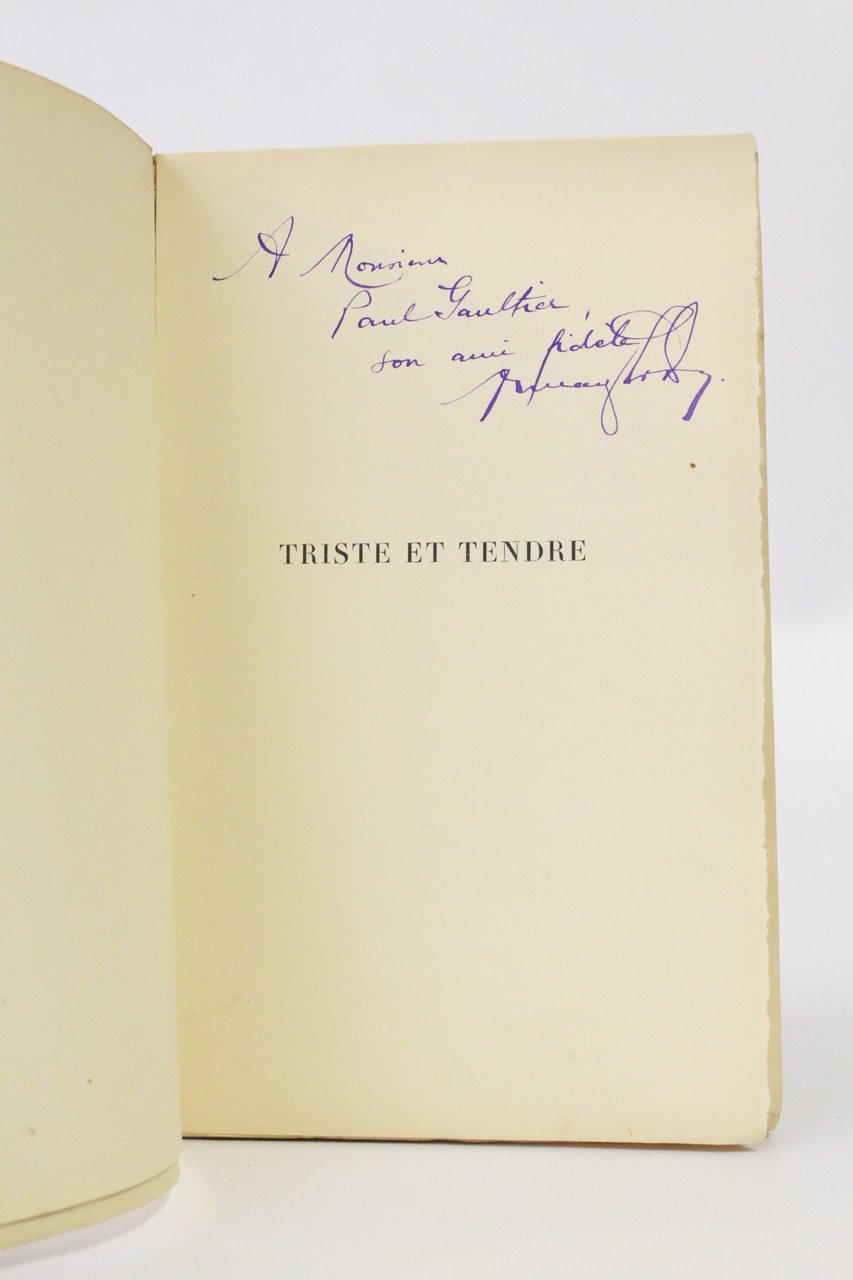 A Monsieur
Paul Gaultier,
son ami fidèle
TRISTE ET TENDRE